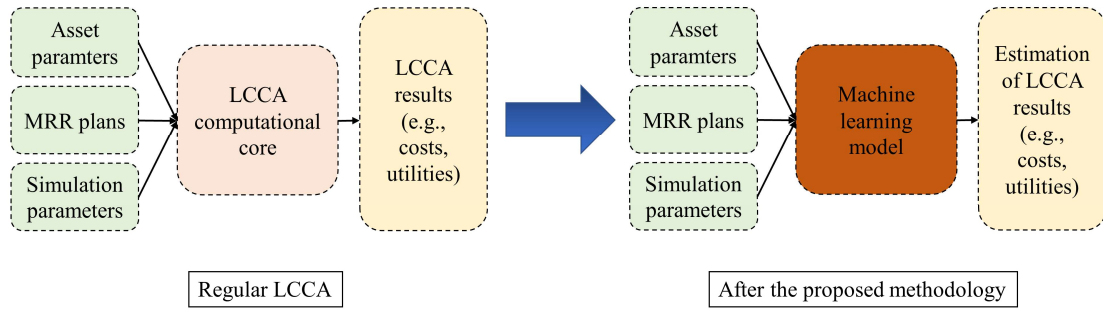 Asset
paramters
MRR plans
Simulation
parameters
LCCA
computational
core
LCCA
results
(e.g.,
costs,
utilities)
Regular LCCA
Asset
paramters
MRR plans
Simulation
parameters
Machine
learning
model
Estimation
of LCCA
results
(e.g.,
costs,
utilities)
After the proposed methodology